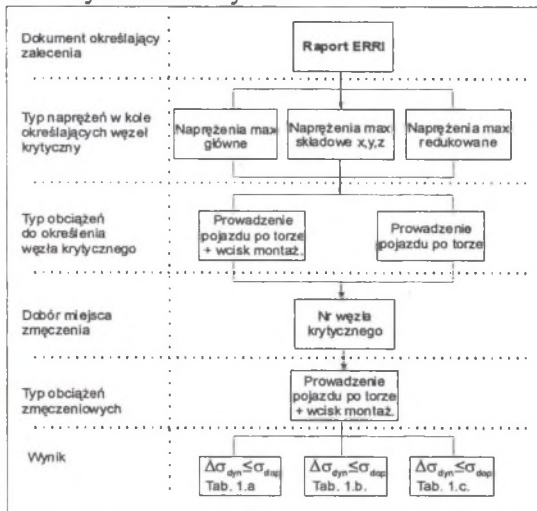 Dokument określający
zalecenia
Raport ERRI
Typ naprężeń w kole
określających węzeł
krytyczny
Naprężenia max
główne
Naprężenia max
składowe x,y,z
Naprężenia max
redukowane
Typ obciążeń
do określenia
węzła krytycznego
Prowadzenie
pojazdu po torze
+ wcisk montaż.
Prowadzenie
pojazdu po torze
Dobór miejsca
zmęczenia
Nr węzła
krytycznego
Typ obciążeń
zmęczeniowych
Prowadzenie
pojazdu po torze
+ wcisk montaż.
Wynik
Δσdyn≤σdop
Tab. 1.a
Δσdyn≤σdop
Tab. 1.b.
Δσdyn≤σdop
Tab. 1.c.